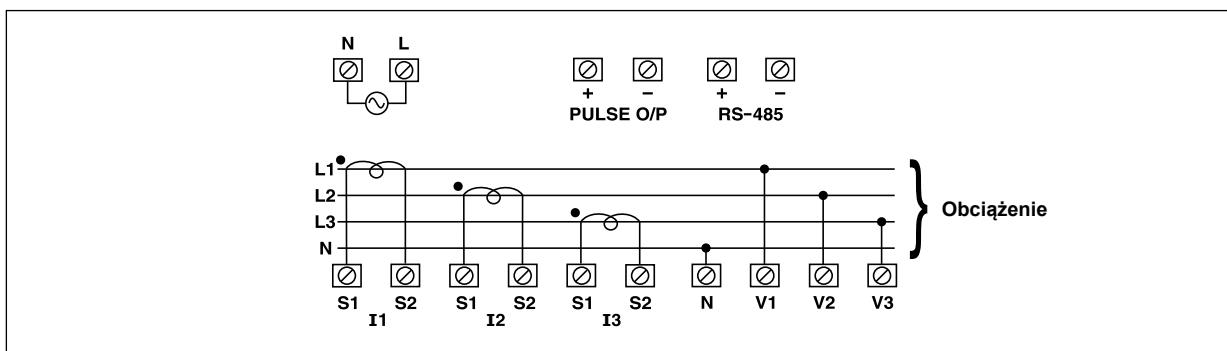 N L
+ − + −
PULSE O/P RS-485
L1
L2
L3
N
Obciążenie
S1 S2 S1 S2 S1 S2 N V1 V2 V3
I1 I2 I3